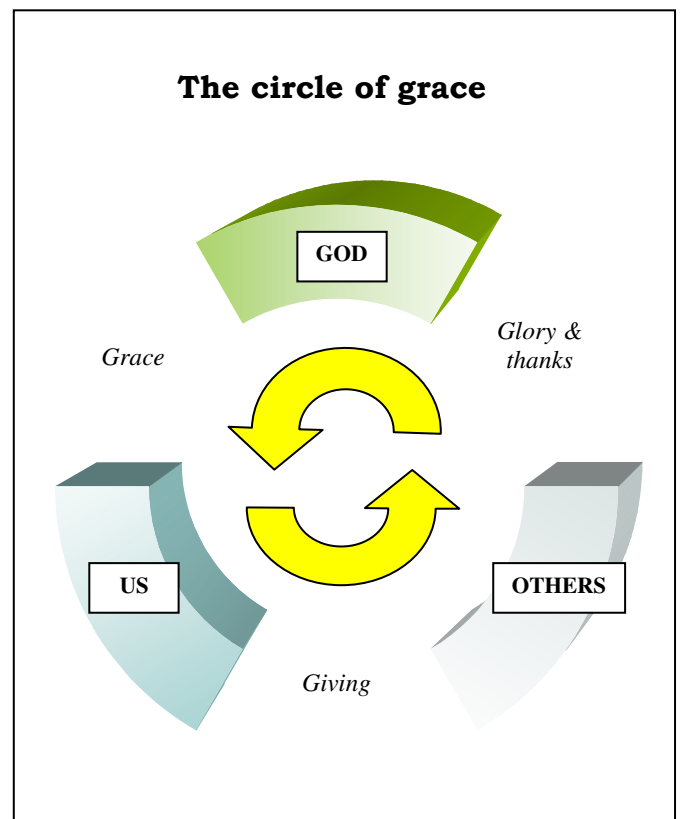 The circle of grace
GOD
Glory &
thanks
Grace
US
OTHERS
Giving